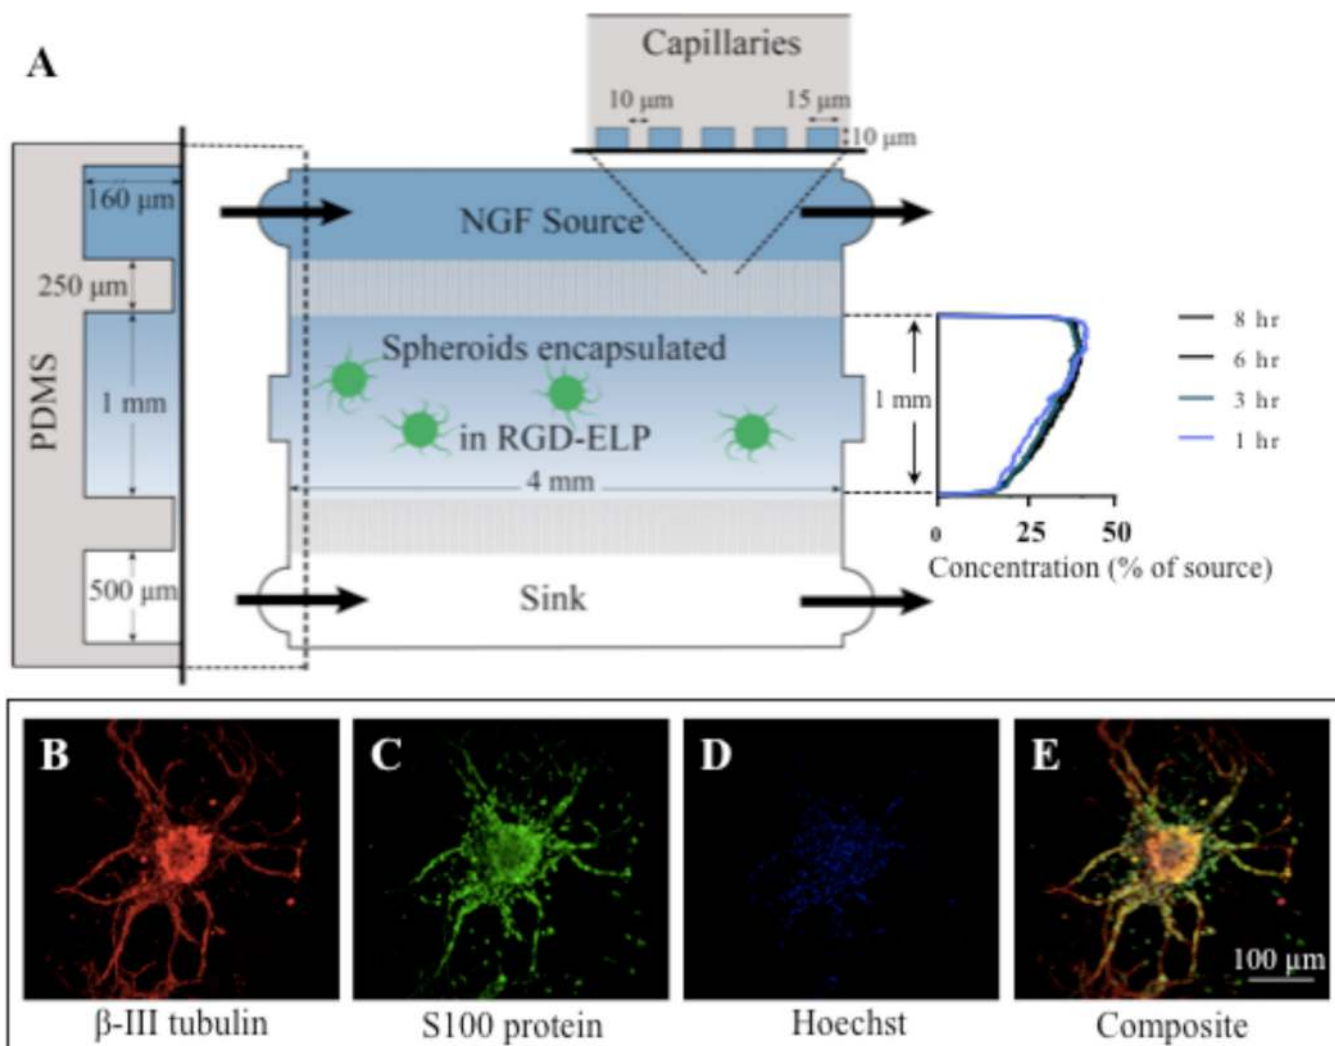 A
Capillaries
10 μm
15 μm
10 μm
160 μm
NGF Source
250 μm
PDMS
Spheroids encapsulated
1 mm
in RGD-ELP
4 mm
500 μm
Sink
1 mm
8 hr
6 hr
3 hr
1 hr
0 25 50
Concentration (% of source)
B
C
D
E
100 μm
β-III tubulin
S100 protein
Hoechst
Composite